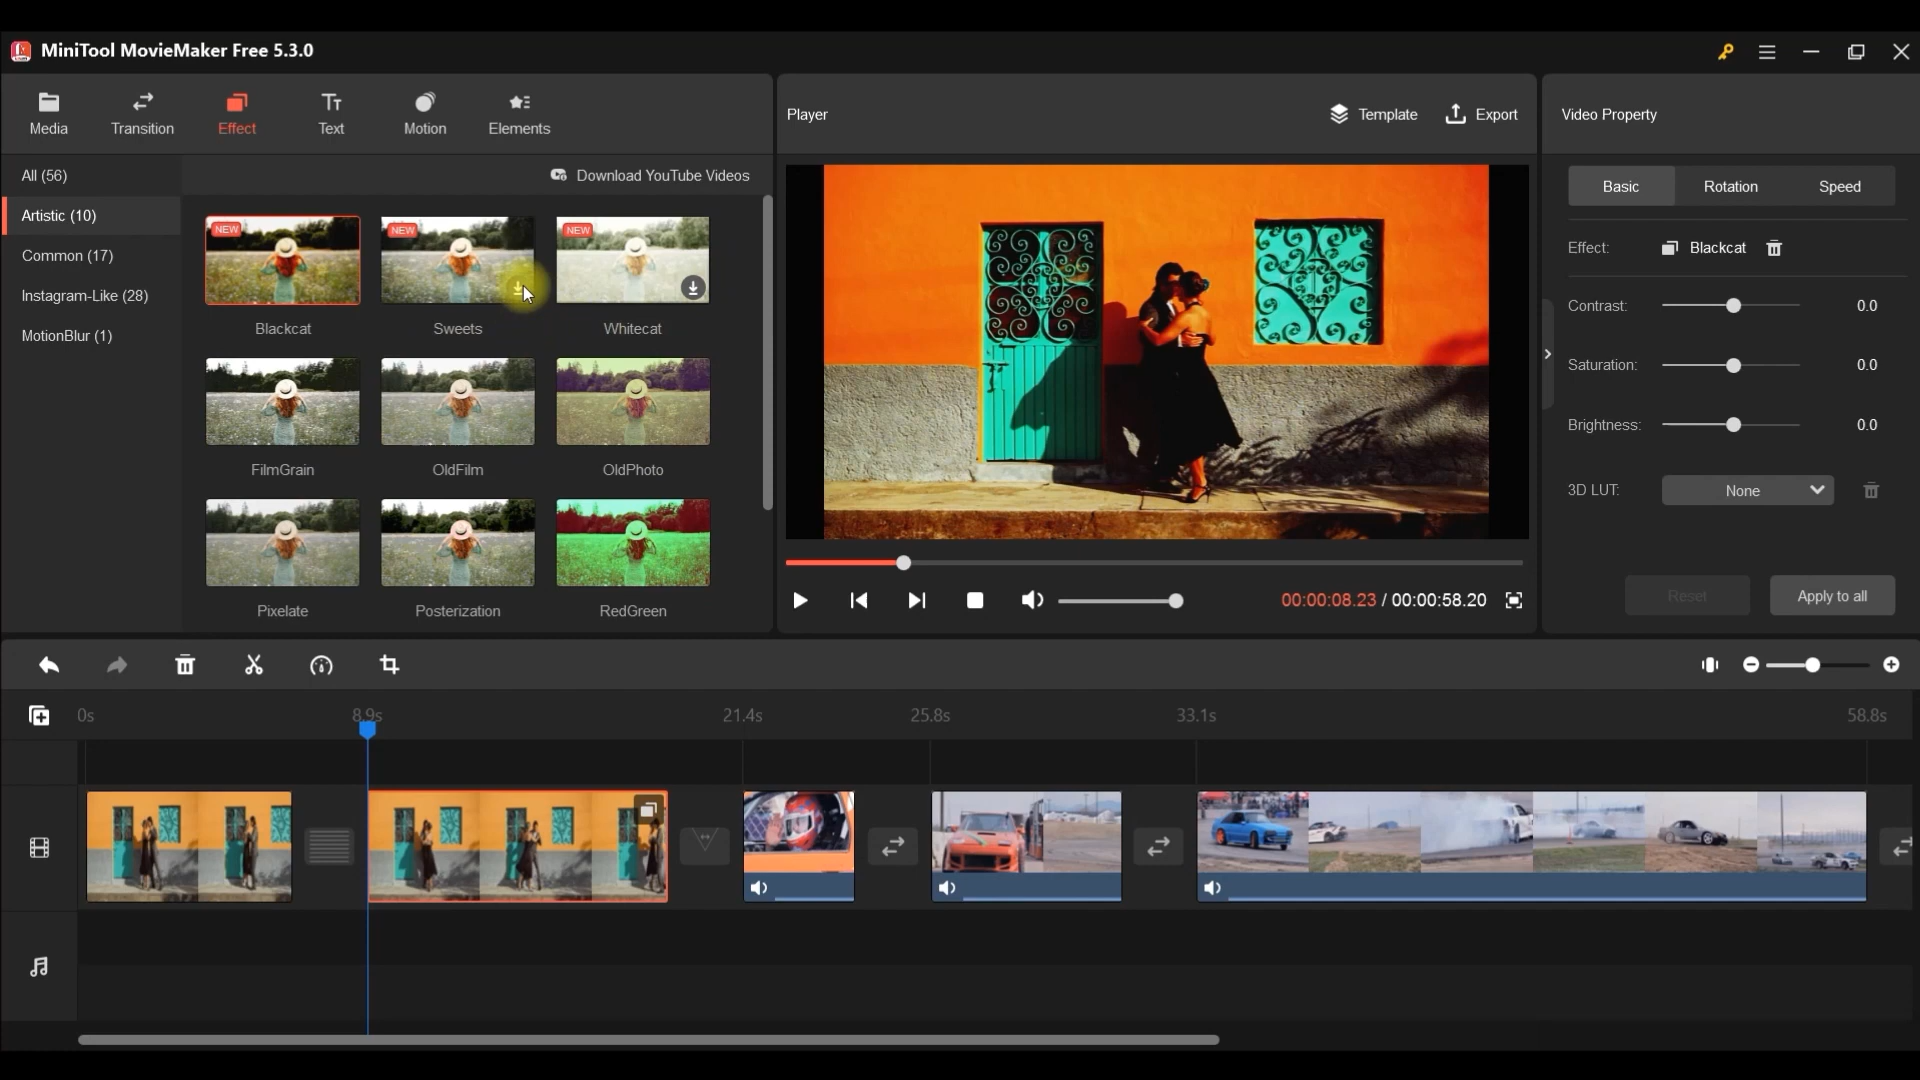 MiniTool MovieMaker Free 5.3.0
Media
Transition
Effect
Text
Motion
Elements
Player
Template
Export
Video Property
All (56)
Download YouTube Videos
Artistic (10)
Common (17)
Instagram-Like (28)
MotionBlur (1)
NEW
NEW
NEW
Blackcat
Sweets
Whitecat
FilmGrain
OldFilm
OldPhoto
Pixelate
Posterization
RedGreen
00:00:08.23 / 00:00:58.20
Basic
Rotation
Speed
Effect:
Blackcat
Contrast:
0.0
Saturation:
0.0
Brightness:
0.0
3D LUT:
None
Reset
Apply to all
0s
8.9s
21.4s
25.8s
33.1s
58.8s